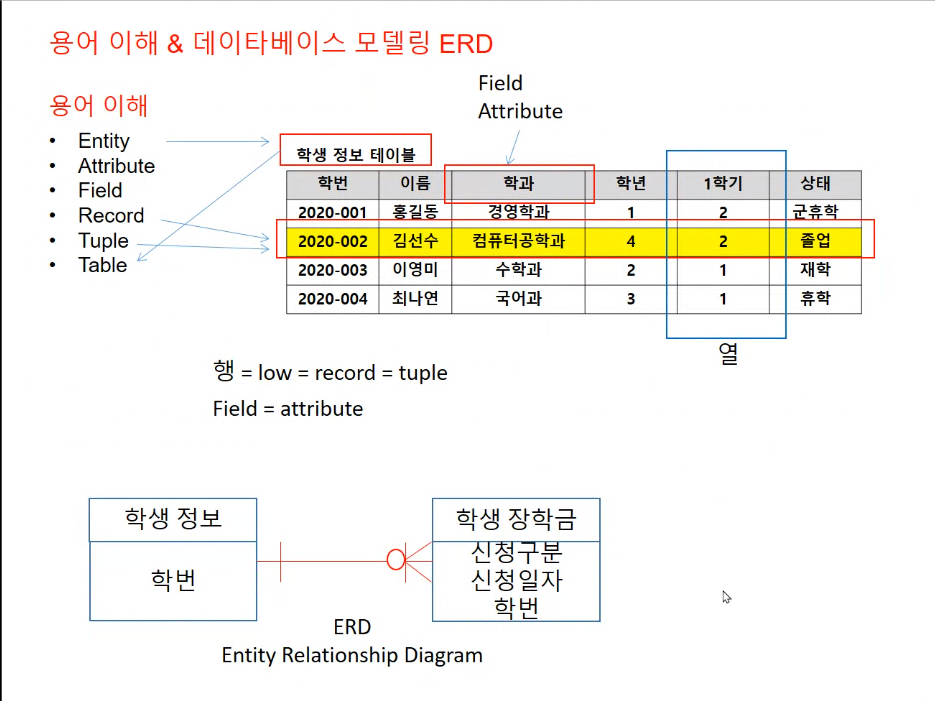 용어 이해 & 데이타베이스 모델링 ERD
용어 이해
• Entity
• Attribute
• Field
• Record
• Tuple
• Table
Field
Attribute
학생 정보 테이블
학번 이름 학과 학년 1학기 상태
2020-001 홍길동 경영학과 1 2 군휴학
2020-002 김선수 컴퓨터공학과 4 2 졸업
2020-003 이영미 수학과 2 1 재학
2020-004 최나연 국어과 3 1 휴학
열
행 = low = record = tuple
Field = attribute
학생 정보
학번
학생 장학금
신청구분
신청일자
학번
ERD
Entity Relationship Diagram